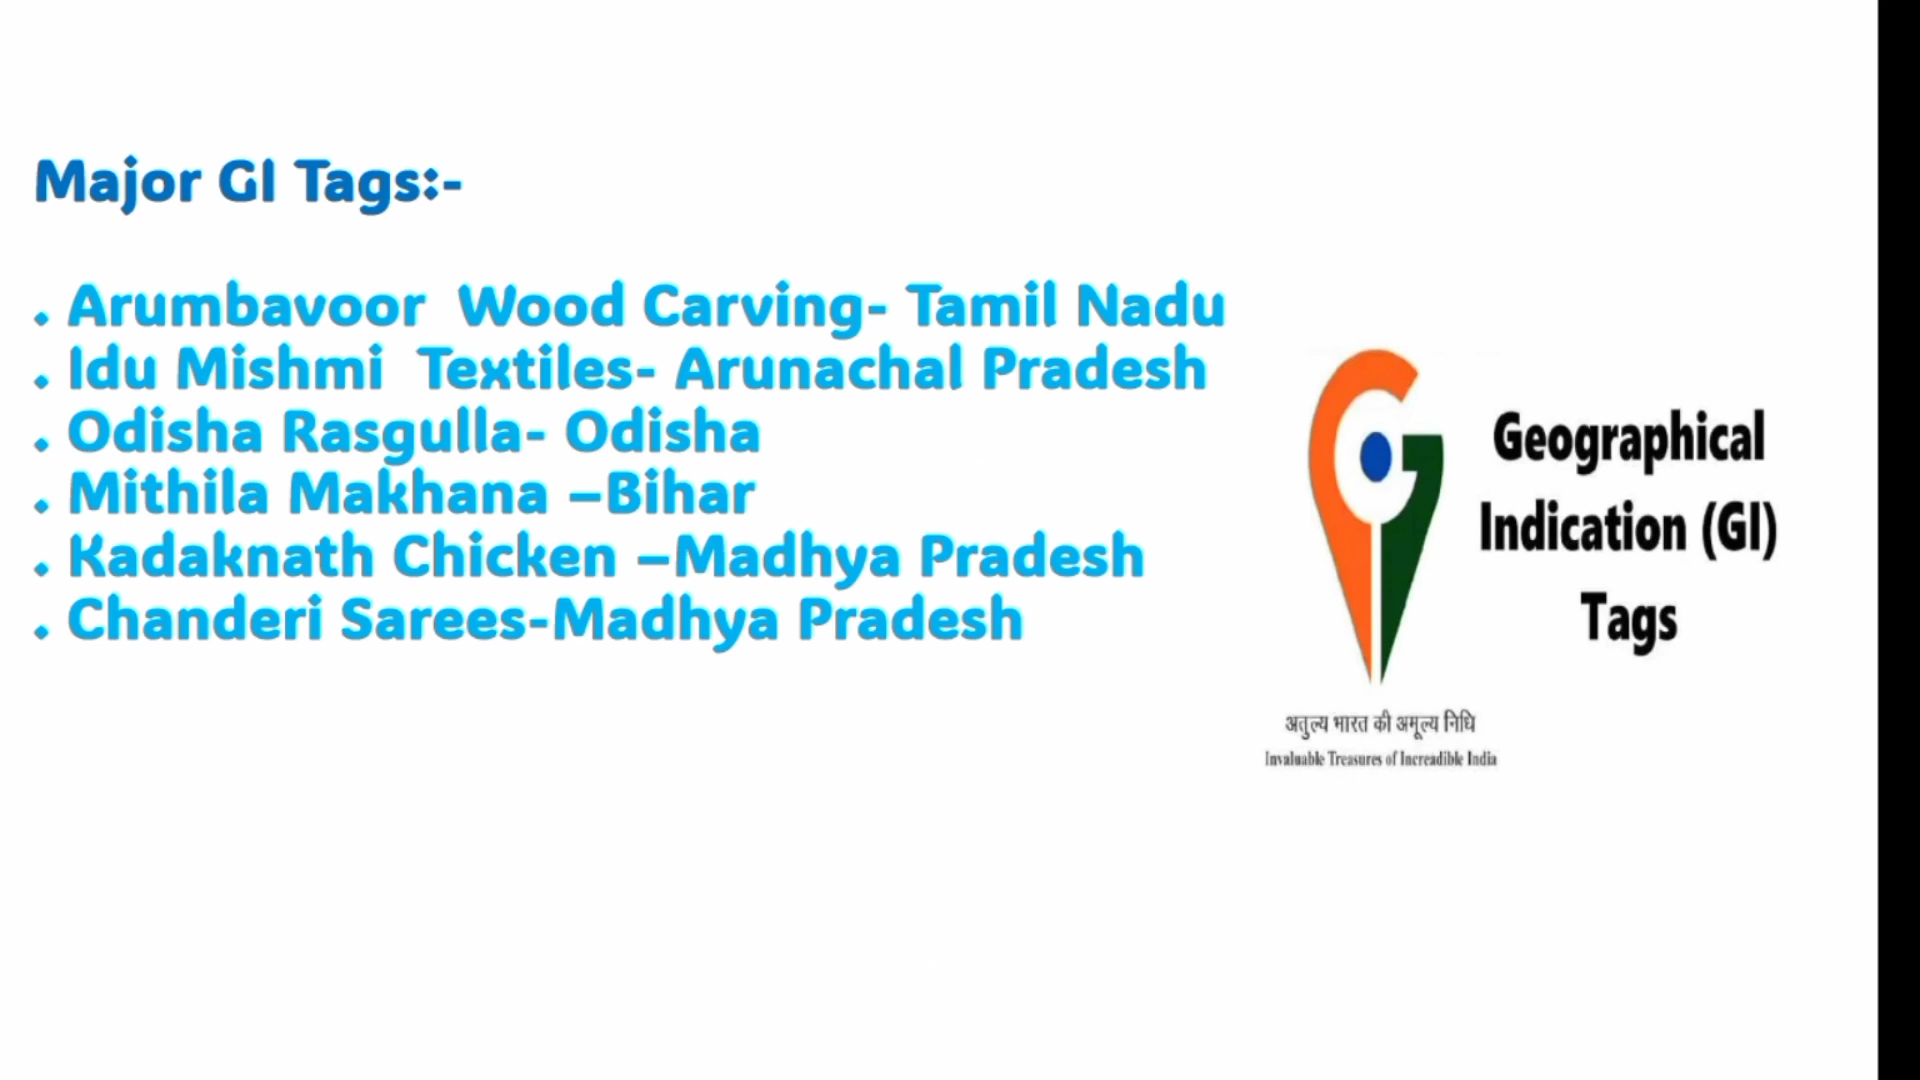 Major GI Tags:-
. Arumbavoor Wood Carving- Tamil Nadu
. Idu Mishmi Textiles- Arunachal Pradesh
. Odisha Rasgulla- Odisha
. Mithila Makhana –Bihar
. Kadaknath Chicken –Madhya Pradesh
. Chanderi Sarees-Madhya Pradesh
Geographical
Indication (GI)
Tags
अतुल्य भारत की अमूल्य निधि
Invaluable Treasures of Increadible India